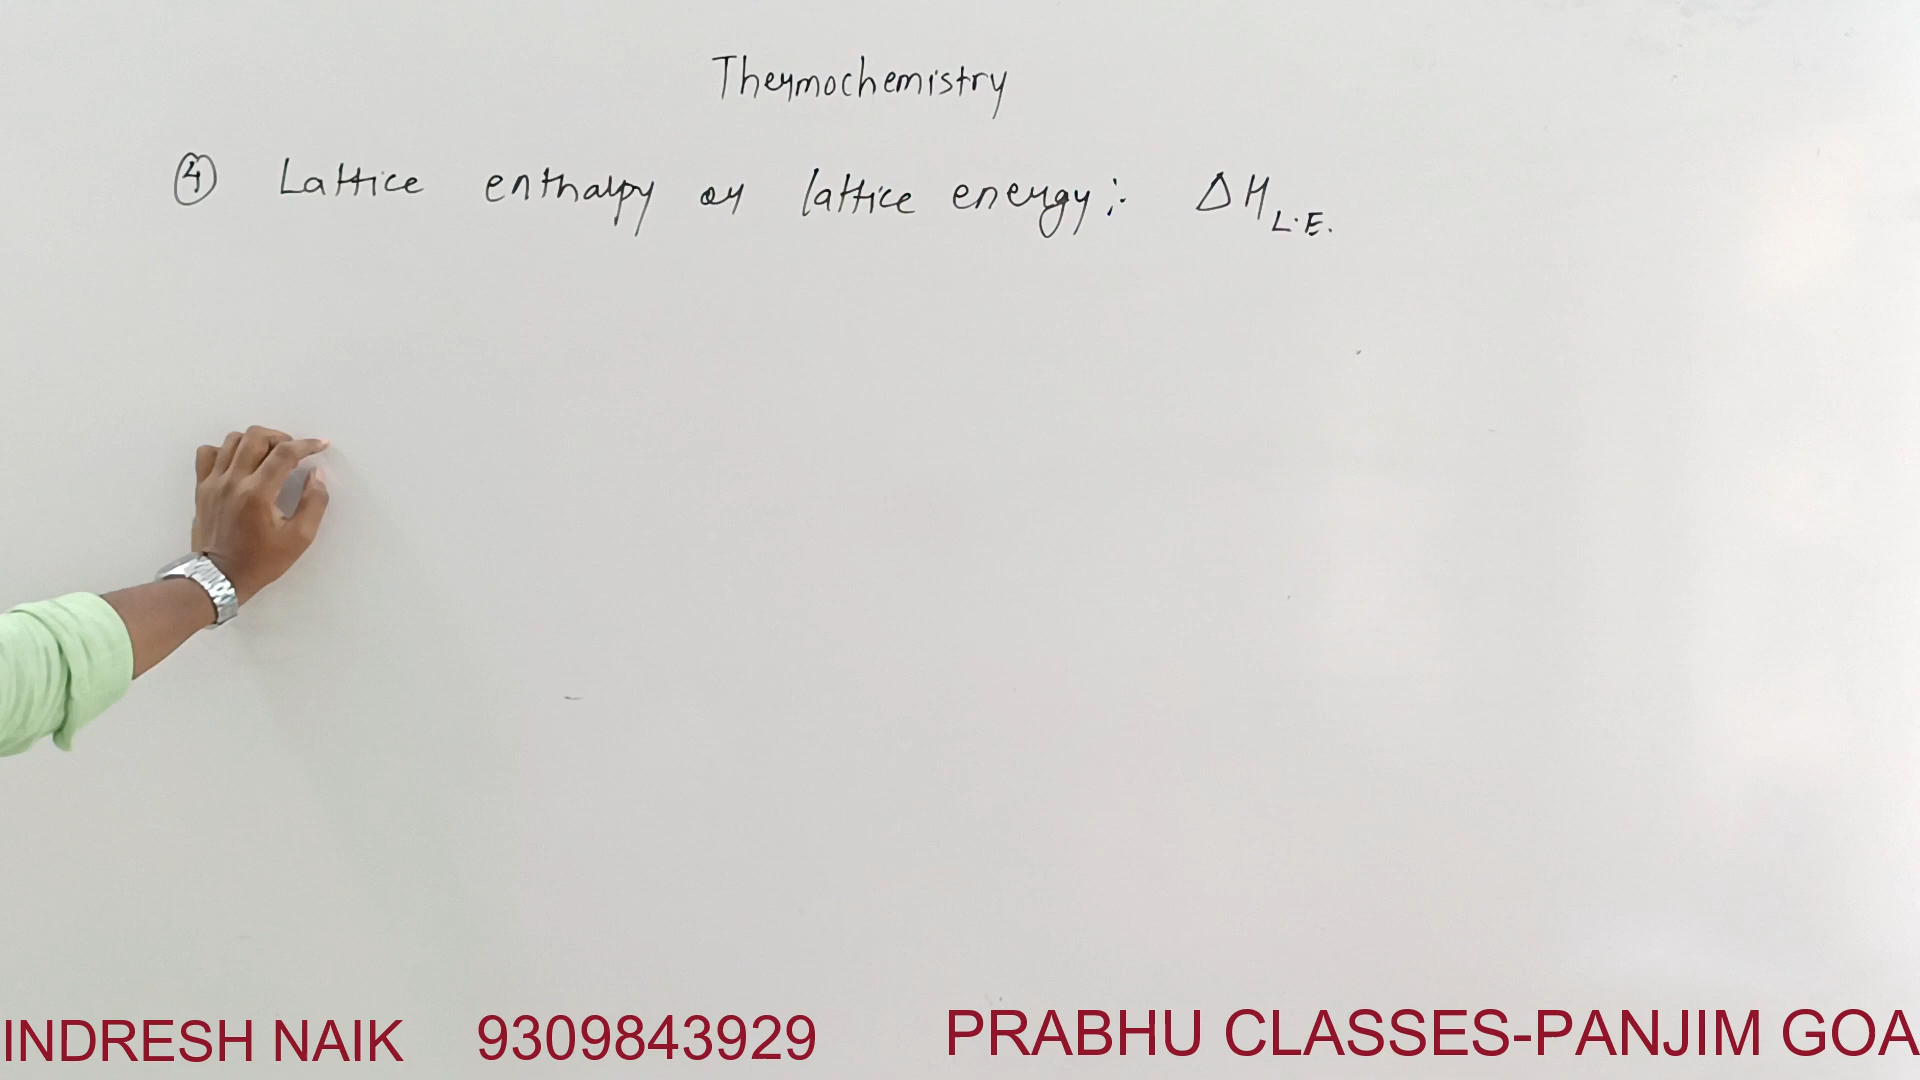 Thermochemistry
④ Lattice enthalpy or lattice energy :- ΔH L.E.
INDRESH NAIK 9309843929 PRABHU CLASSES-PANJIM GOA